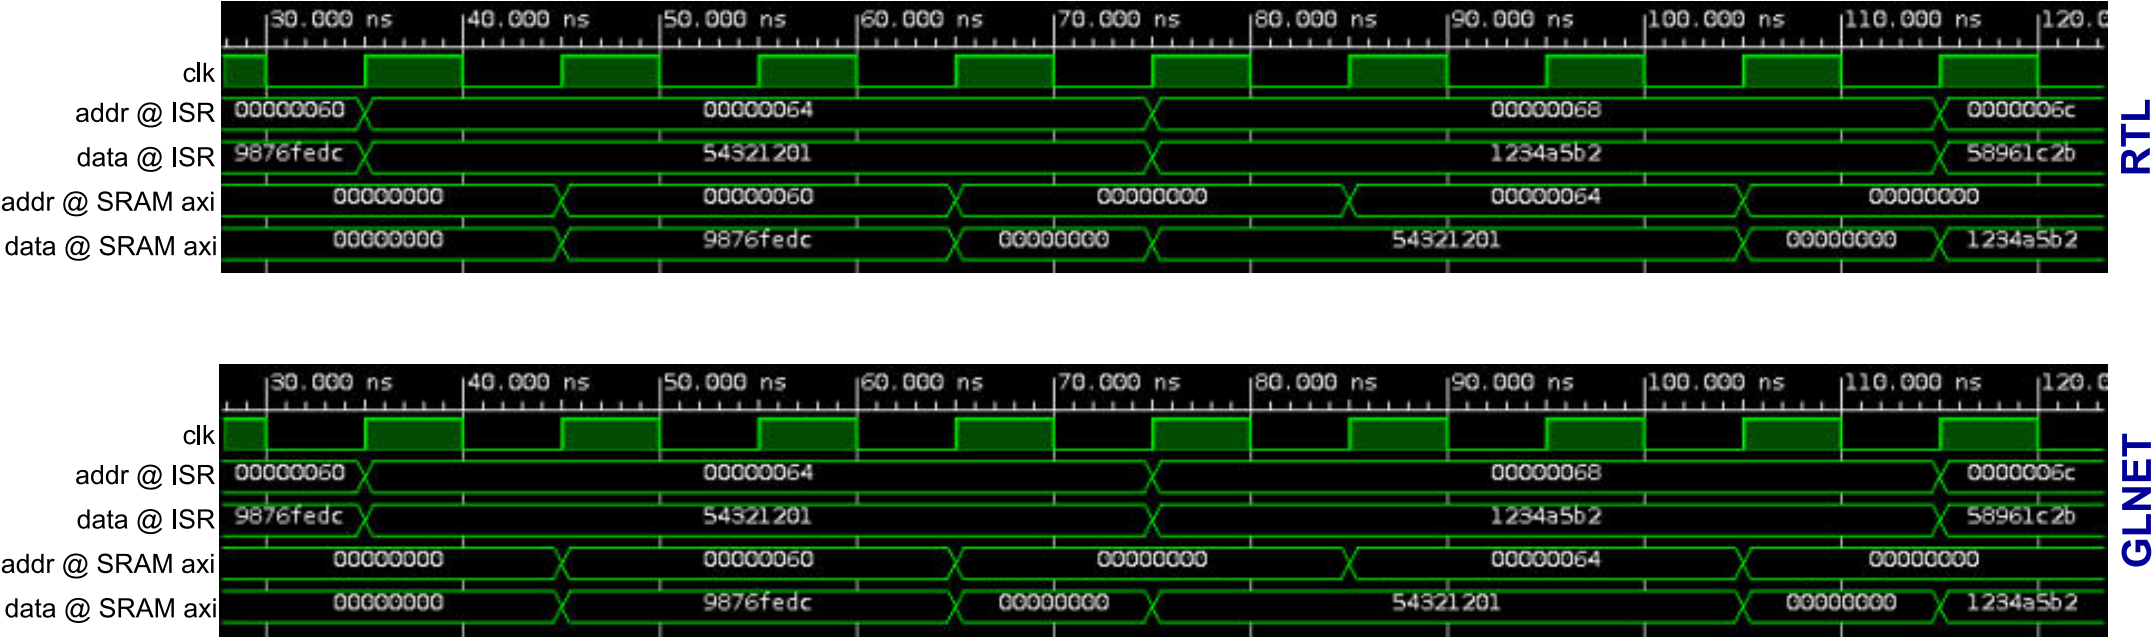 30.000 ns 40.000 ns 50.000 ns 60.000 ns 70.000 ns 80.000 ns 90.000 ns 100.000 ns 110.000 ns 120.0
clk
addr @ ISR 00000060 00000064 00000068 0000006c
data @ ISR 9876fedc 54321201 1234a5b2 58961c2b
addr @ SRAM axi 00000000 00000060 00000000 00000064 00000000
data @ SRAM axi 00000000 9876fedc 00000000 54321201 00000000 1234a5b2
RTL
30.000 ns 40.000 ns 50.000 ns 60.000 ns 70.000 ns 80.000 ns 90.000 ns 100.000 ns 110.000 ns 120.0
clk
addr @ ISR 00000060 00000064 00000068 0000006c
data @ ISR 9876fedc 54321201 1234a5b2 58961c2b
addr @ SRAM axi 00000000 00000060 00000000 00000064 00000000
data @ SRAM axi 00000000 9876fedc 00000000 54321201 00000000 1234a5b2
GLNET